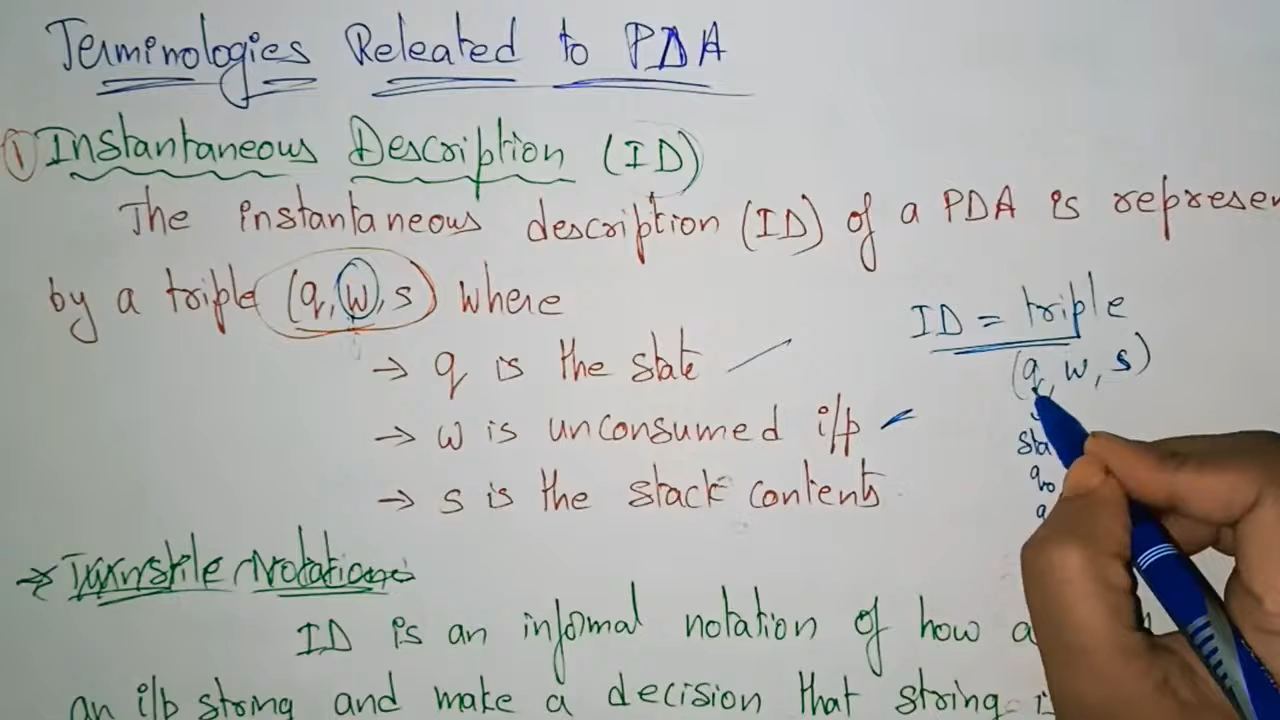 Terminologies Releated to PDA
① Instantaneous Description (ID)
The instantaneous description (ID) of a PDA is represen
by a triple (q, w, s) where
ID = triple
→ q is the state
(q, w, s)
→ w is unconsumed i/p
sta
→ s is the stack contents
q0
→ Turnstile Notation
ID is an informal notation of how a
an i/p string and make a decision that string